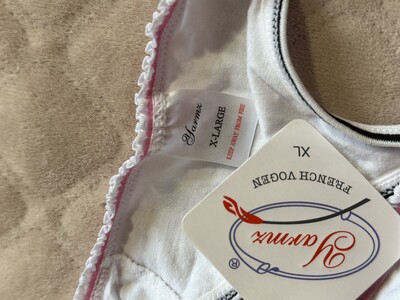 Yarmz
X-LARGE
KEEP AWAY FROM FIRE
XL
FRENCH VOGEN
Yarmz
®